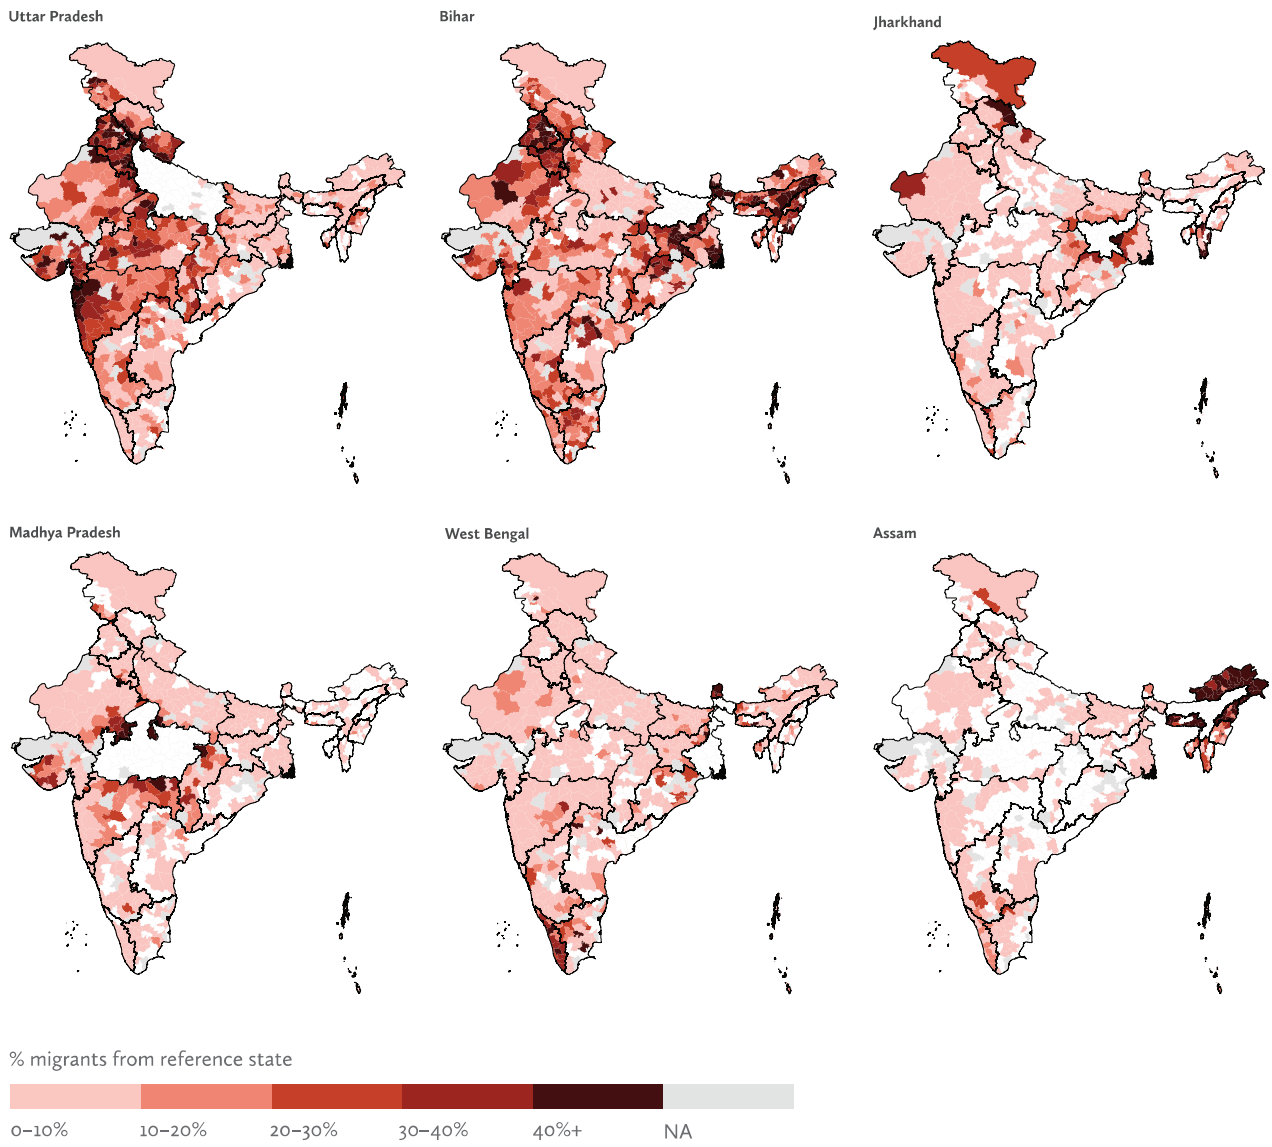 Uttar Pradesh
Bihar
Jharkhand
Madhya Pradesh
West Bengal
Assam
% migrants from reference state
0–10%
10–20%
20–30%
30–40%
40%+
NA